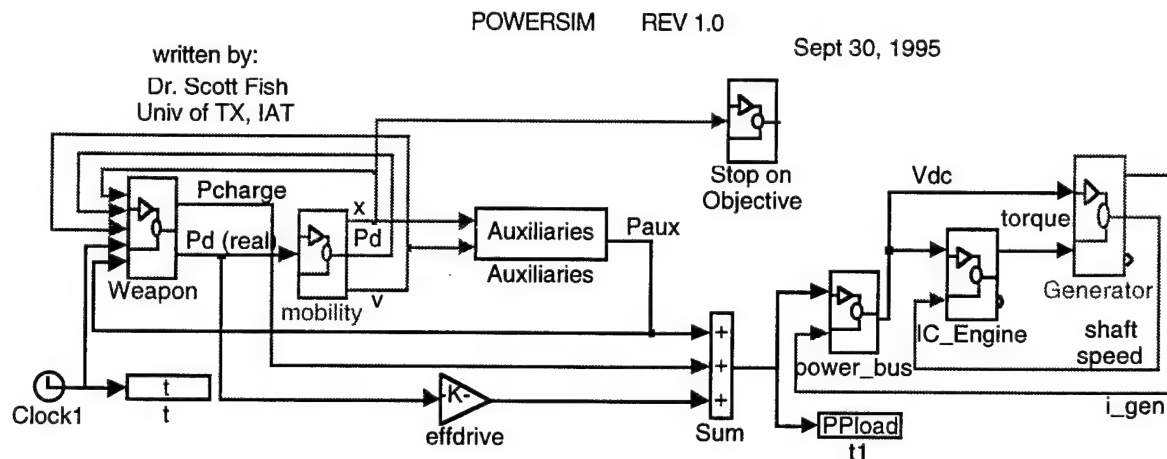 POWERSIM REV 1.0
Sept 30, 1995
written by:
Dr. Scott Fish
Univ of TX, IAT
Stop on
Objective
Pcharge
x
Pd
Pd (real)
v
Weapon
mobility
Auxiliaries
Auxiliaries
Paux
Vdc
torque
Generator
IC_Engine
shaft
speed
power_bus
i_gen
+
+
+
Sum
-K-
effdrive
Clock1
t
t
PPload
t1